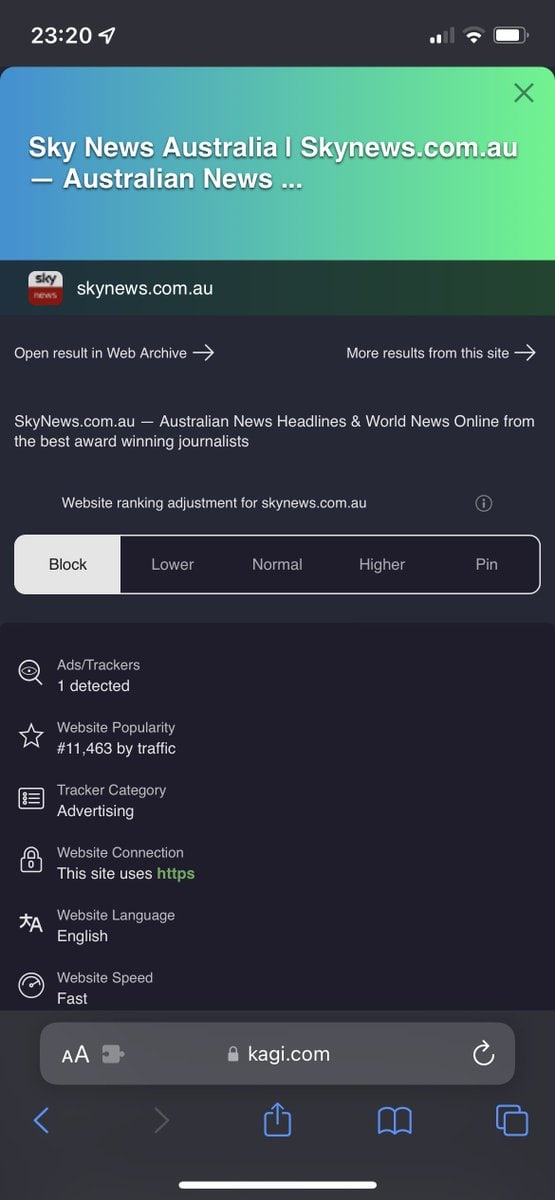 23:20
Sky News Australia | Skynews.com.au
— Australian News ...
sky
news
skynews.com.au
Open result in Web Archive
More results from this site
SkyNews.com.au — Australian News Headlines & World News Online from
the best award winning journalists
Website ranking adjustment for skynews.com.au
Block Lower Normal Higher Pin
Ads/Trackers
1 detected
Website Popularity
#11,463 by traffic
Tracker Category
Advertising
Website Connection
This site uses https
Website Language
English
Website Speed
Fast
AA
kagi.com